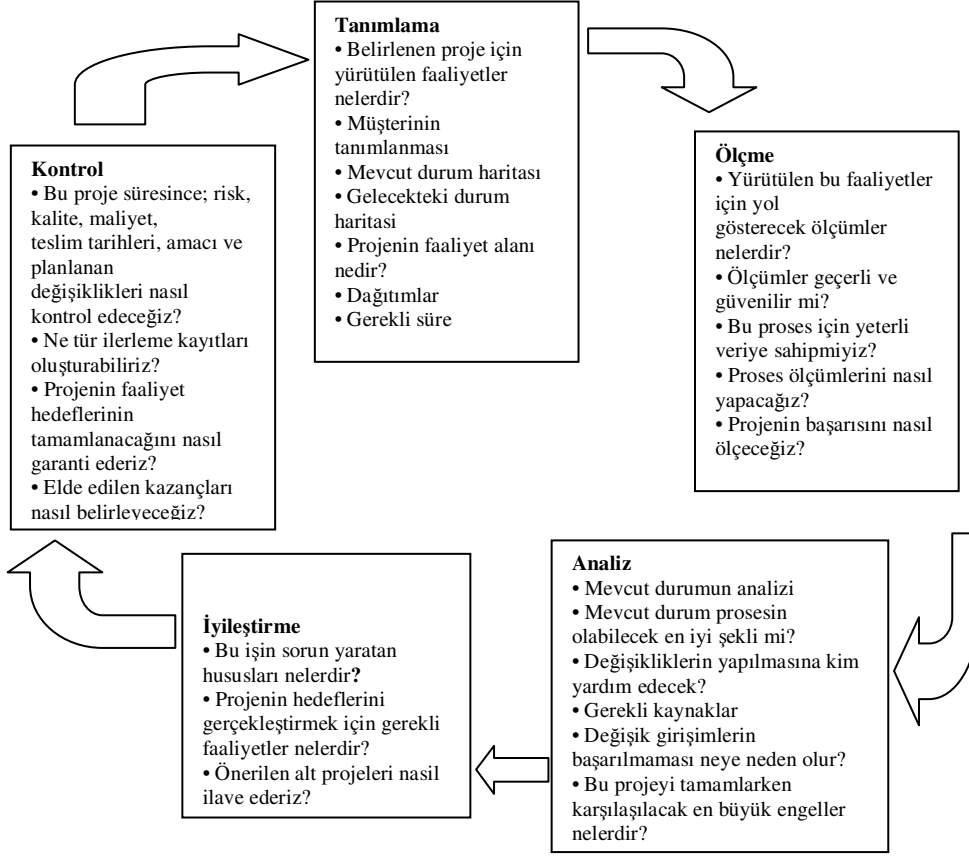 Tanımlama
• Belirlenen proje için
yürütülen faaliyetler
nelerdir?
• Müşterinin
tanımlanması
• Mevcut durum haritası
• Gelecekteki durum
haritasi
• Projenin faaliyet alanı
nedir?
• Dağıtımlar
• Gerekli süre
Ölçme
• Yürütülen bu faaliyetler
için yol
gösterecek ölçümler
nelerdir?
• Ölçümler geçerli ve
güvenilir mi?
• Bu proses için yeterli
veriye sahipmiyiz?
• Proses ölçümlerini nasıl
yapacağız?
• Projenin başarısını nasıl
ölçeceğiz?
Analiz
• Mevcut durumun analizi
• Mevcut durum prosesin
olabilecek en iyi şekli mi?
• Değişikliklerin yapılmasına kim
yardım edecek?
• Gerekli kaynaklar
• Değişik girişimlerin
başarılmaması neye neden olur?
• Bu projeyi tamamlarken
karşılaşılacak en büyük engeller
nelerdir?
İyileştirme
• Bu işin sorun yaratan
hususları nelerdir?
• Projenin hedeflerini
gerçekleştirmek için gerekli
faaliyetler nelerdir?
• Önerilen alt projeleri nasil
ilave ederiz?
Kontrol
• Bu proje süresince; risk,
kalite, maliyet,
teslim tarihleri, amacı ve
planlanan
değişiklikleri nasıl
kontrol edeceğiz?
• Ne tür ilerleme kayıtları
oluşturabiliriz?
• Projenin faaliyet
hedeflerinin
tamamlanacağını nasıl
garanti ederiz?
• Elde edilen kazançları
nasıl belirleyeceğiz?